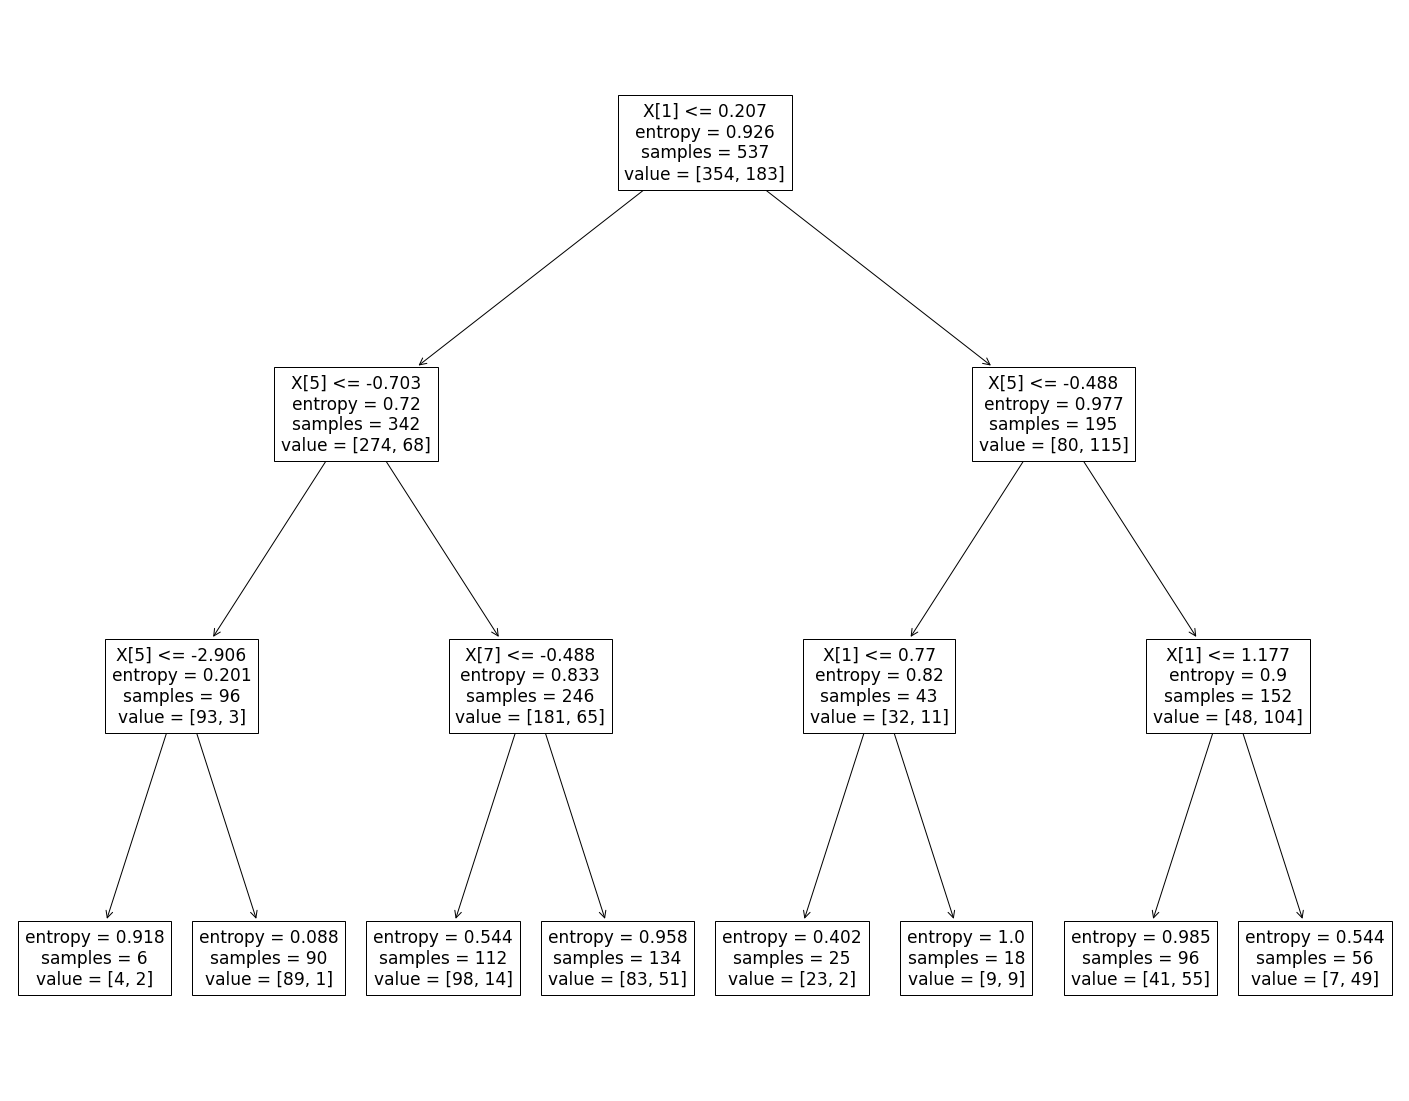 X[1] <= 0.207
entropy = 0.926
samples = 537
value = [354, 183]
X[5] <= -0.703
entropy = 0.72
samples = 342
value = [274, 68]
X[5] <= -0.488
entropy = 0.977
samples = 195
value = [80, 115]
X[5] <= -2.906
entropy = 0.201
samples = 96
value = [93, 3]
X[7] <= -0.488
entropy = 0.833
samples = 246
value = [181, 65]
X[1] <= 0.77
entropy = 0.82
samples = 43
value = [32, 11]
X[1] <= 1.177
entropy = 0.9
samples = 152
value = [48, 104]
entropy = 0.918
samples = 6
value = [4, 2]
entropy = 0.088
samples = 90
value = [89, 1]
entropy = 0.544
samples = 112
value = [98, 14]
entropy = 0.958
samples = 134
value = [83, 51]
entropy = 0.402
samples = 25
value = [23, 2]
entropy = 1.0
samples = 18
value = [9, 9]
entropy = 0.985
samples = 96
value = [41, 55]
entropy = 0.544
samples = 56
value = [7, 49]